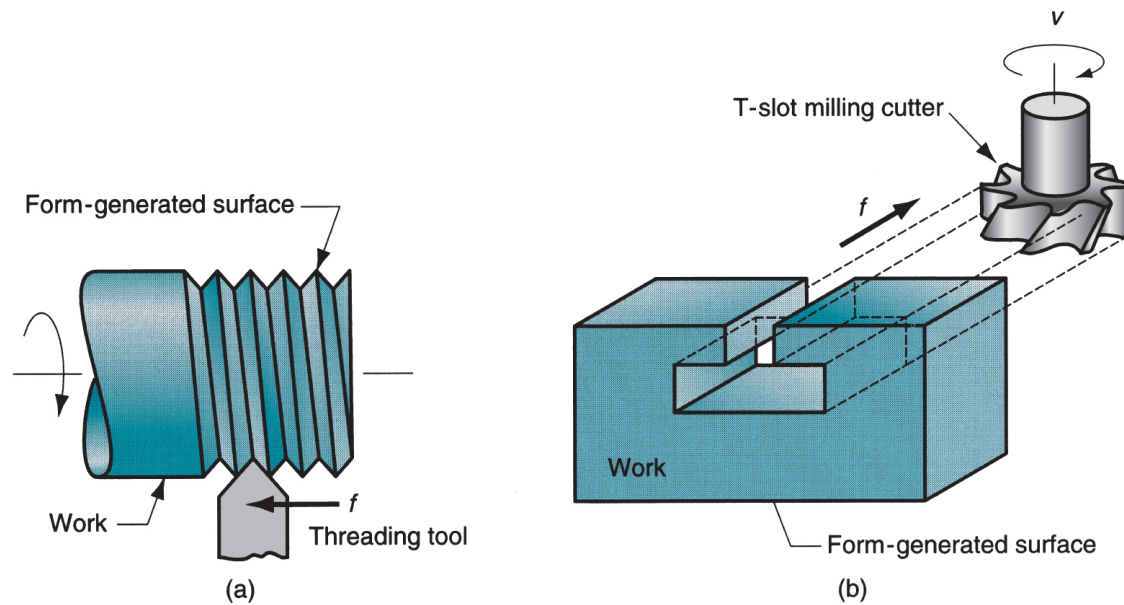 Form-generated surface
Work
f
Threading tool
(a)
v
T-slot milling cutter
f
Work
Form-generated surface
(b)